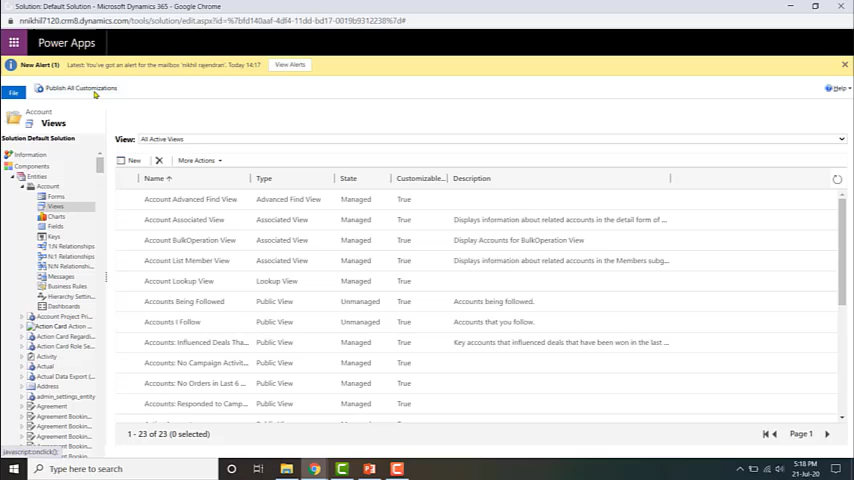 Solution: Default Solution - Microsoft Dynamics 365 - Google Chrome
nnikhil7120.crm8.dynamics.com/tools/solution/edit.aspx?id=%7bfd140aaf-4df4-11dd-bd17-0019b9312238%7d#
Power Apps
New Alert (1) Latest: You've got an alert for the mailbox 'nikhil rajendran'. Today 14:17 View Alerts
File Publish All Customizations Help
Account
Views
Solution Default Solution
Information
Components
Entities
Account
Forms
Views
Charts
Fields
Keys
1:N Relationships
N:1 Relationships
N:N Relationshi...
Messages
Business Rules
Hierarchy Settin...
Dashboards
Account Project Pri...
Action Card Action ...
Action Card Regardi...
Action Card Role Se...
Activity
Actual
Actual Data Export (...
Address
admin_settings_entity
Agreement
Agreement Bookin...
Agreement Bookin...
Agreement Bookin...
Agreement Bookin...
View: All Active Views
New More Actions
Name Type State Customizable... Description
Account Advanced Find View Advanced Find View Managed True
Account Associated View Associated View Managed True Displays information about related accounts in the detail form of ...
Account BulkOperation View Associated View Managed True Display Accounts for BulkOperation View
Account List Member View Associated View Managed True Displays information about related accounts in the Members subg...
Account Lookup View Lookup View Managed True
Accounts Being Followed Public View Unmanaged True Accounts being followed.
Accounts I Follow Public View Unmanaged True Accounts that you follow.
Accounts: Influenced Deals Tha... Public View Managed True Key accounts that influenced deals that have been won in the last ...
Accounts: No Campaign Activit... Public View Managed True
Accounts: No Orders in Last 6 ... Public View Managed True
Accounts: Responded to Camp... Public View Managed True
1 - 23 of 23 (0 selected) Page 1
javascript:onclick();
Type here to search
5:18 PM
21-Jul-20